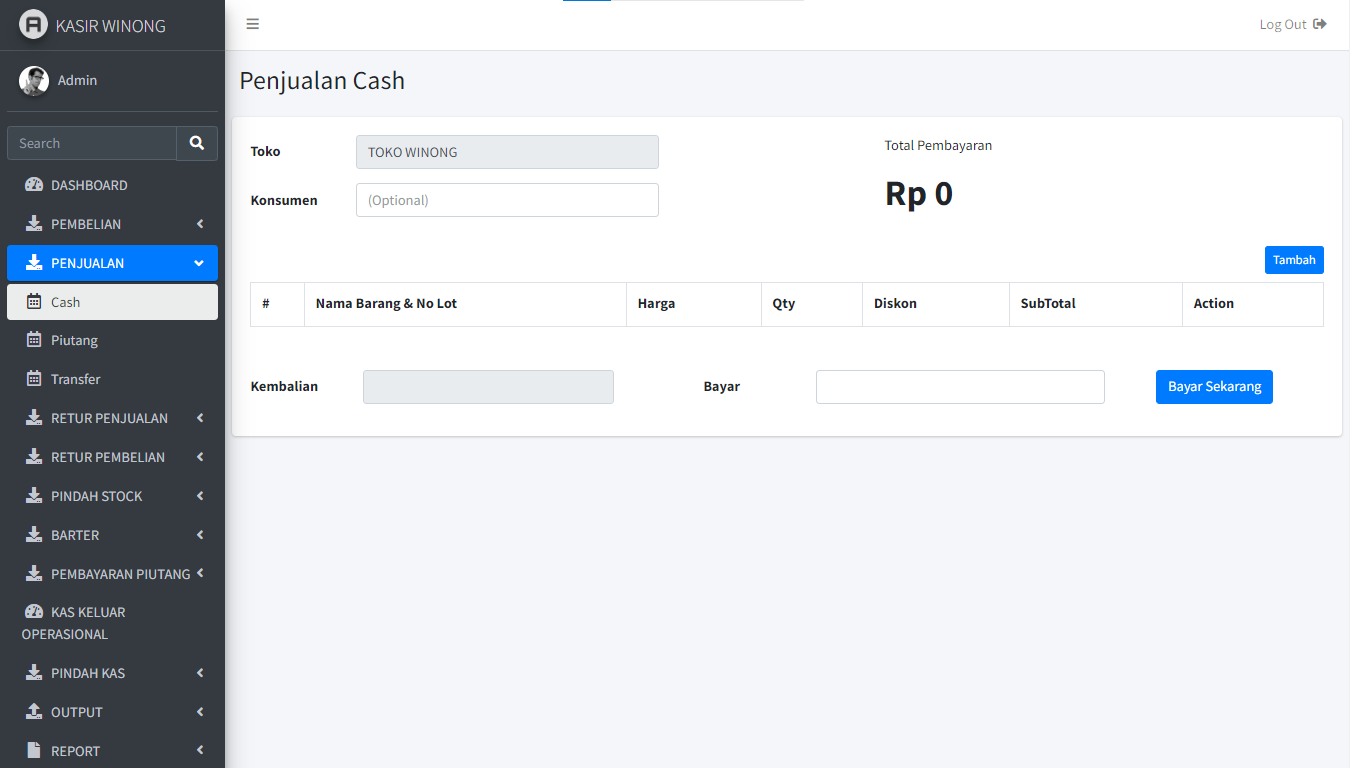 KASIR WINONG
Log Out
Admin
Search
DASHBOARD
PEMBELIAN
PENJUALAN
Cash
Piutang
Transfer
RETUR PENJUALAN
RETUR PEMBELIAN
PINDAH STOCK
BARTER
PEMBAYARAN PIUTANG
KAS KELUAR
OPERASIONAL
PINDAH KAS
OUTPUT
REPORT
Penjualan Cash
Toko TOKO WINONG
Konsumen (Optional)
Total Pembayaran
Rp 0
Tambah
# Nama Barang & No Lot Harga Qty Diskon SubTotal Action
Kembalian Bayar Bayar Sekarang